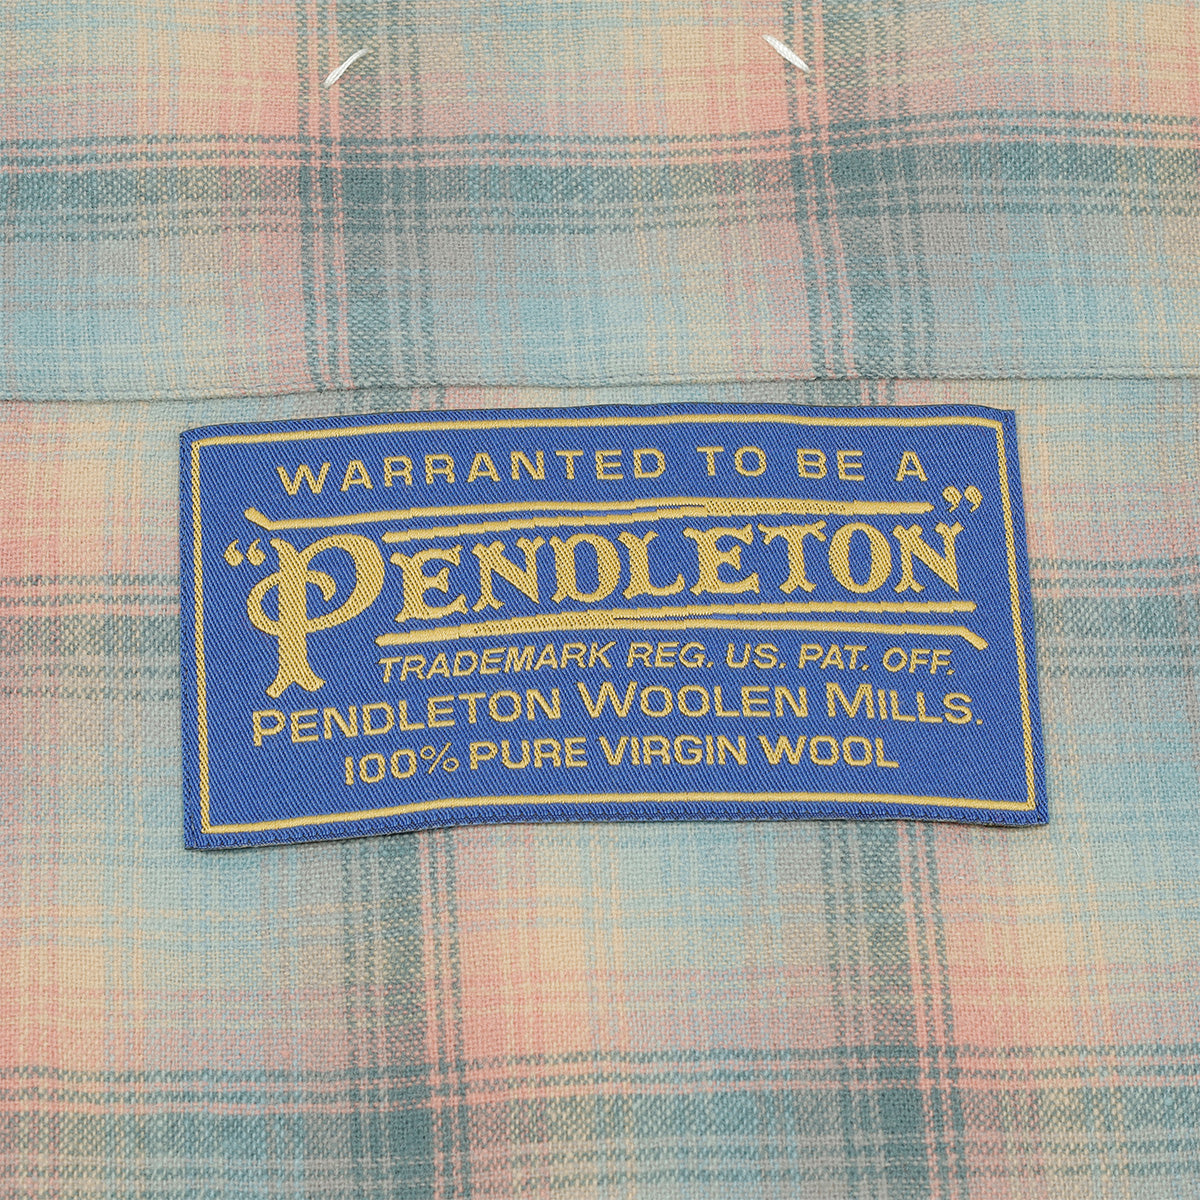 WARRANTED TO BE A
"PENDLETON"
TRADEMARK REG. US. PAT. OFF.
PENDLETON WOOLEN MILLS.
100% PURE VIRGIN WOOL